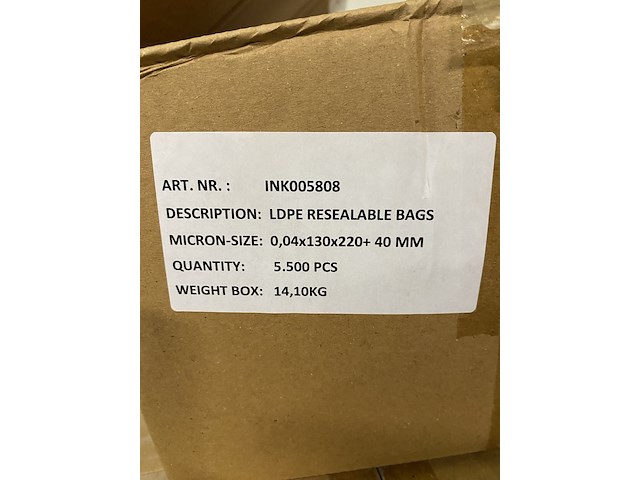 ART. NR. : INK005808
DESCRIPTION: LDPE RESEALABLE BAGS
MICRON-SIZE: 0,04x130x220+ 40 MM
QUANTITY: 5.500 PCS
WEIGHT BOX: 14,10KG